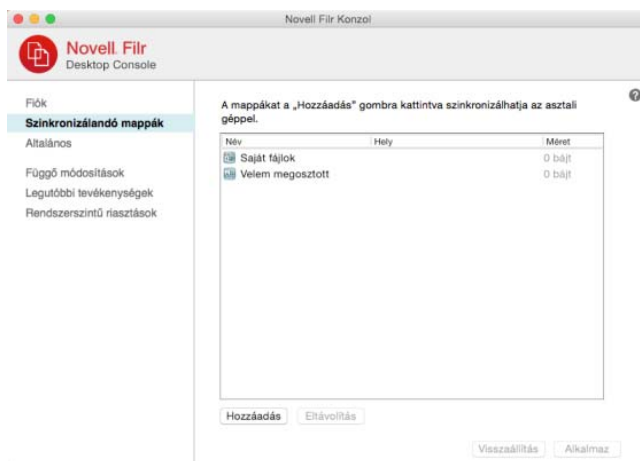 Novell Filr Konzol
Novell Filr
Desktop Console
Fiók
Szinkronizálandó mappák
Általános
Függő módosítások
Legutóbbi tevékenységek
Rendszerszintű riasztások
?
A mappákat a „Hozzáadás” gombra kattintva szinkronizálhatja az asztali
géppel.
Név Hely Méret
Saját fájlok 0 bájt
Velem megosztott 0 bájt
Hozzáadás Eltávolítás
Visszaállítás Alkalmaz